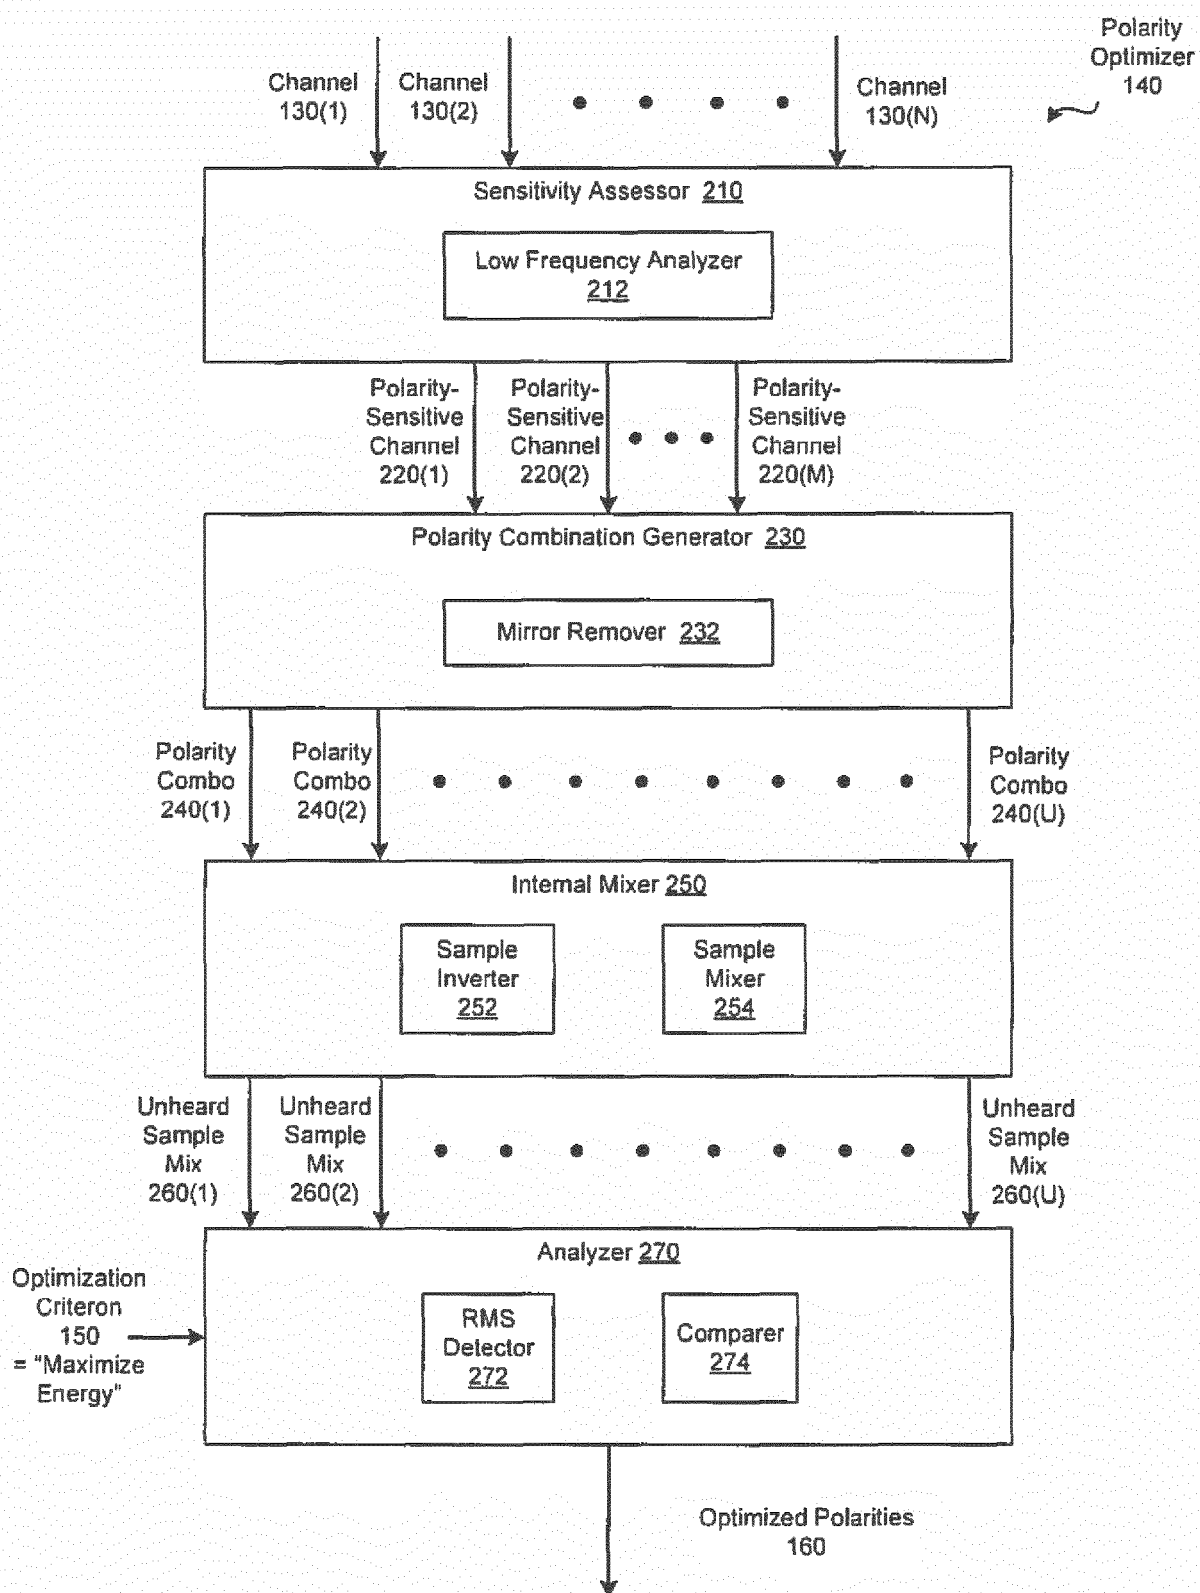 Polarity
Optimizer
140
Channel
130(1)
Channel
130(2)
Channel
130(N)
Sensitivity Assessor 210
Low Frequency Analyzer
212
Polarity-
Sensitive
Channel
220(1)
Polarity-
Sensitive
Channel
220(2)
Polarity-
Sensitive
Channel
220(M)
Polarity Combination Generator 230
Mirror Remover 232
Polarity
Combo
240(1)
Polarity
Combo
240(2)
Polarity
Combo
240(U)
Internal Mixer 250
Sample
Inverter
252
Sample
Mixer
254
Unheard
Sample
Mix
260(1)
Unheard
Sample
Mix
260(2)
Unheard
Sample
Mix
260(U)
Analyzer 270
Optimization
Criteron
150
= "Maximize
Energy"
RMS
Detector
272
Comparer
274
Optimized Polarities
160